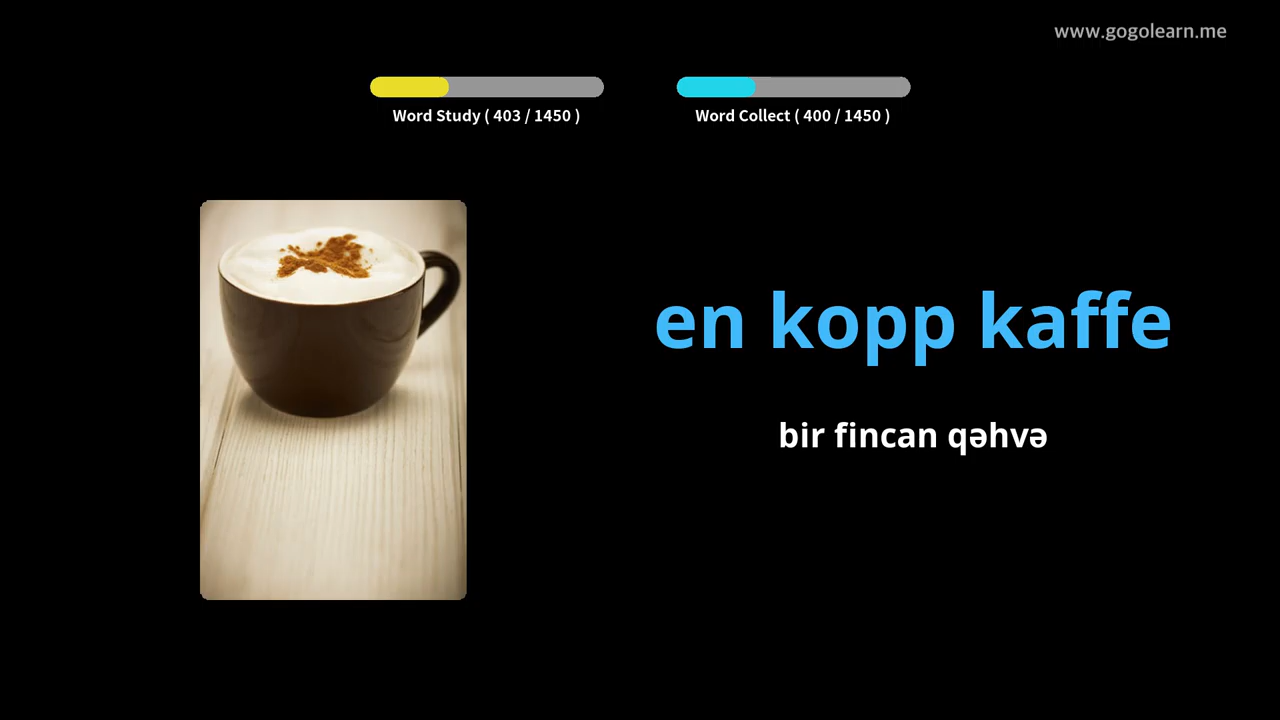 www.gogolearn.me
Word Study ( 403 / 1450 )
Word Collect ( 400 / 1450 )
en kopp kaffe
bir fincan qəhvə